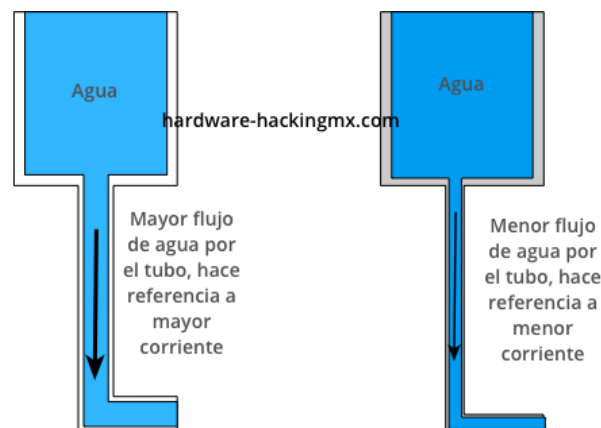 Agua
Agua
hardware-hackingmx.com
Mayor flujo
de agua por
el tubo, hace
referencia a
mayor
corriente
Menor flujo
de agua por
el tubo, hace
referencia a
menor
corriente